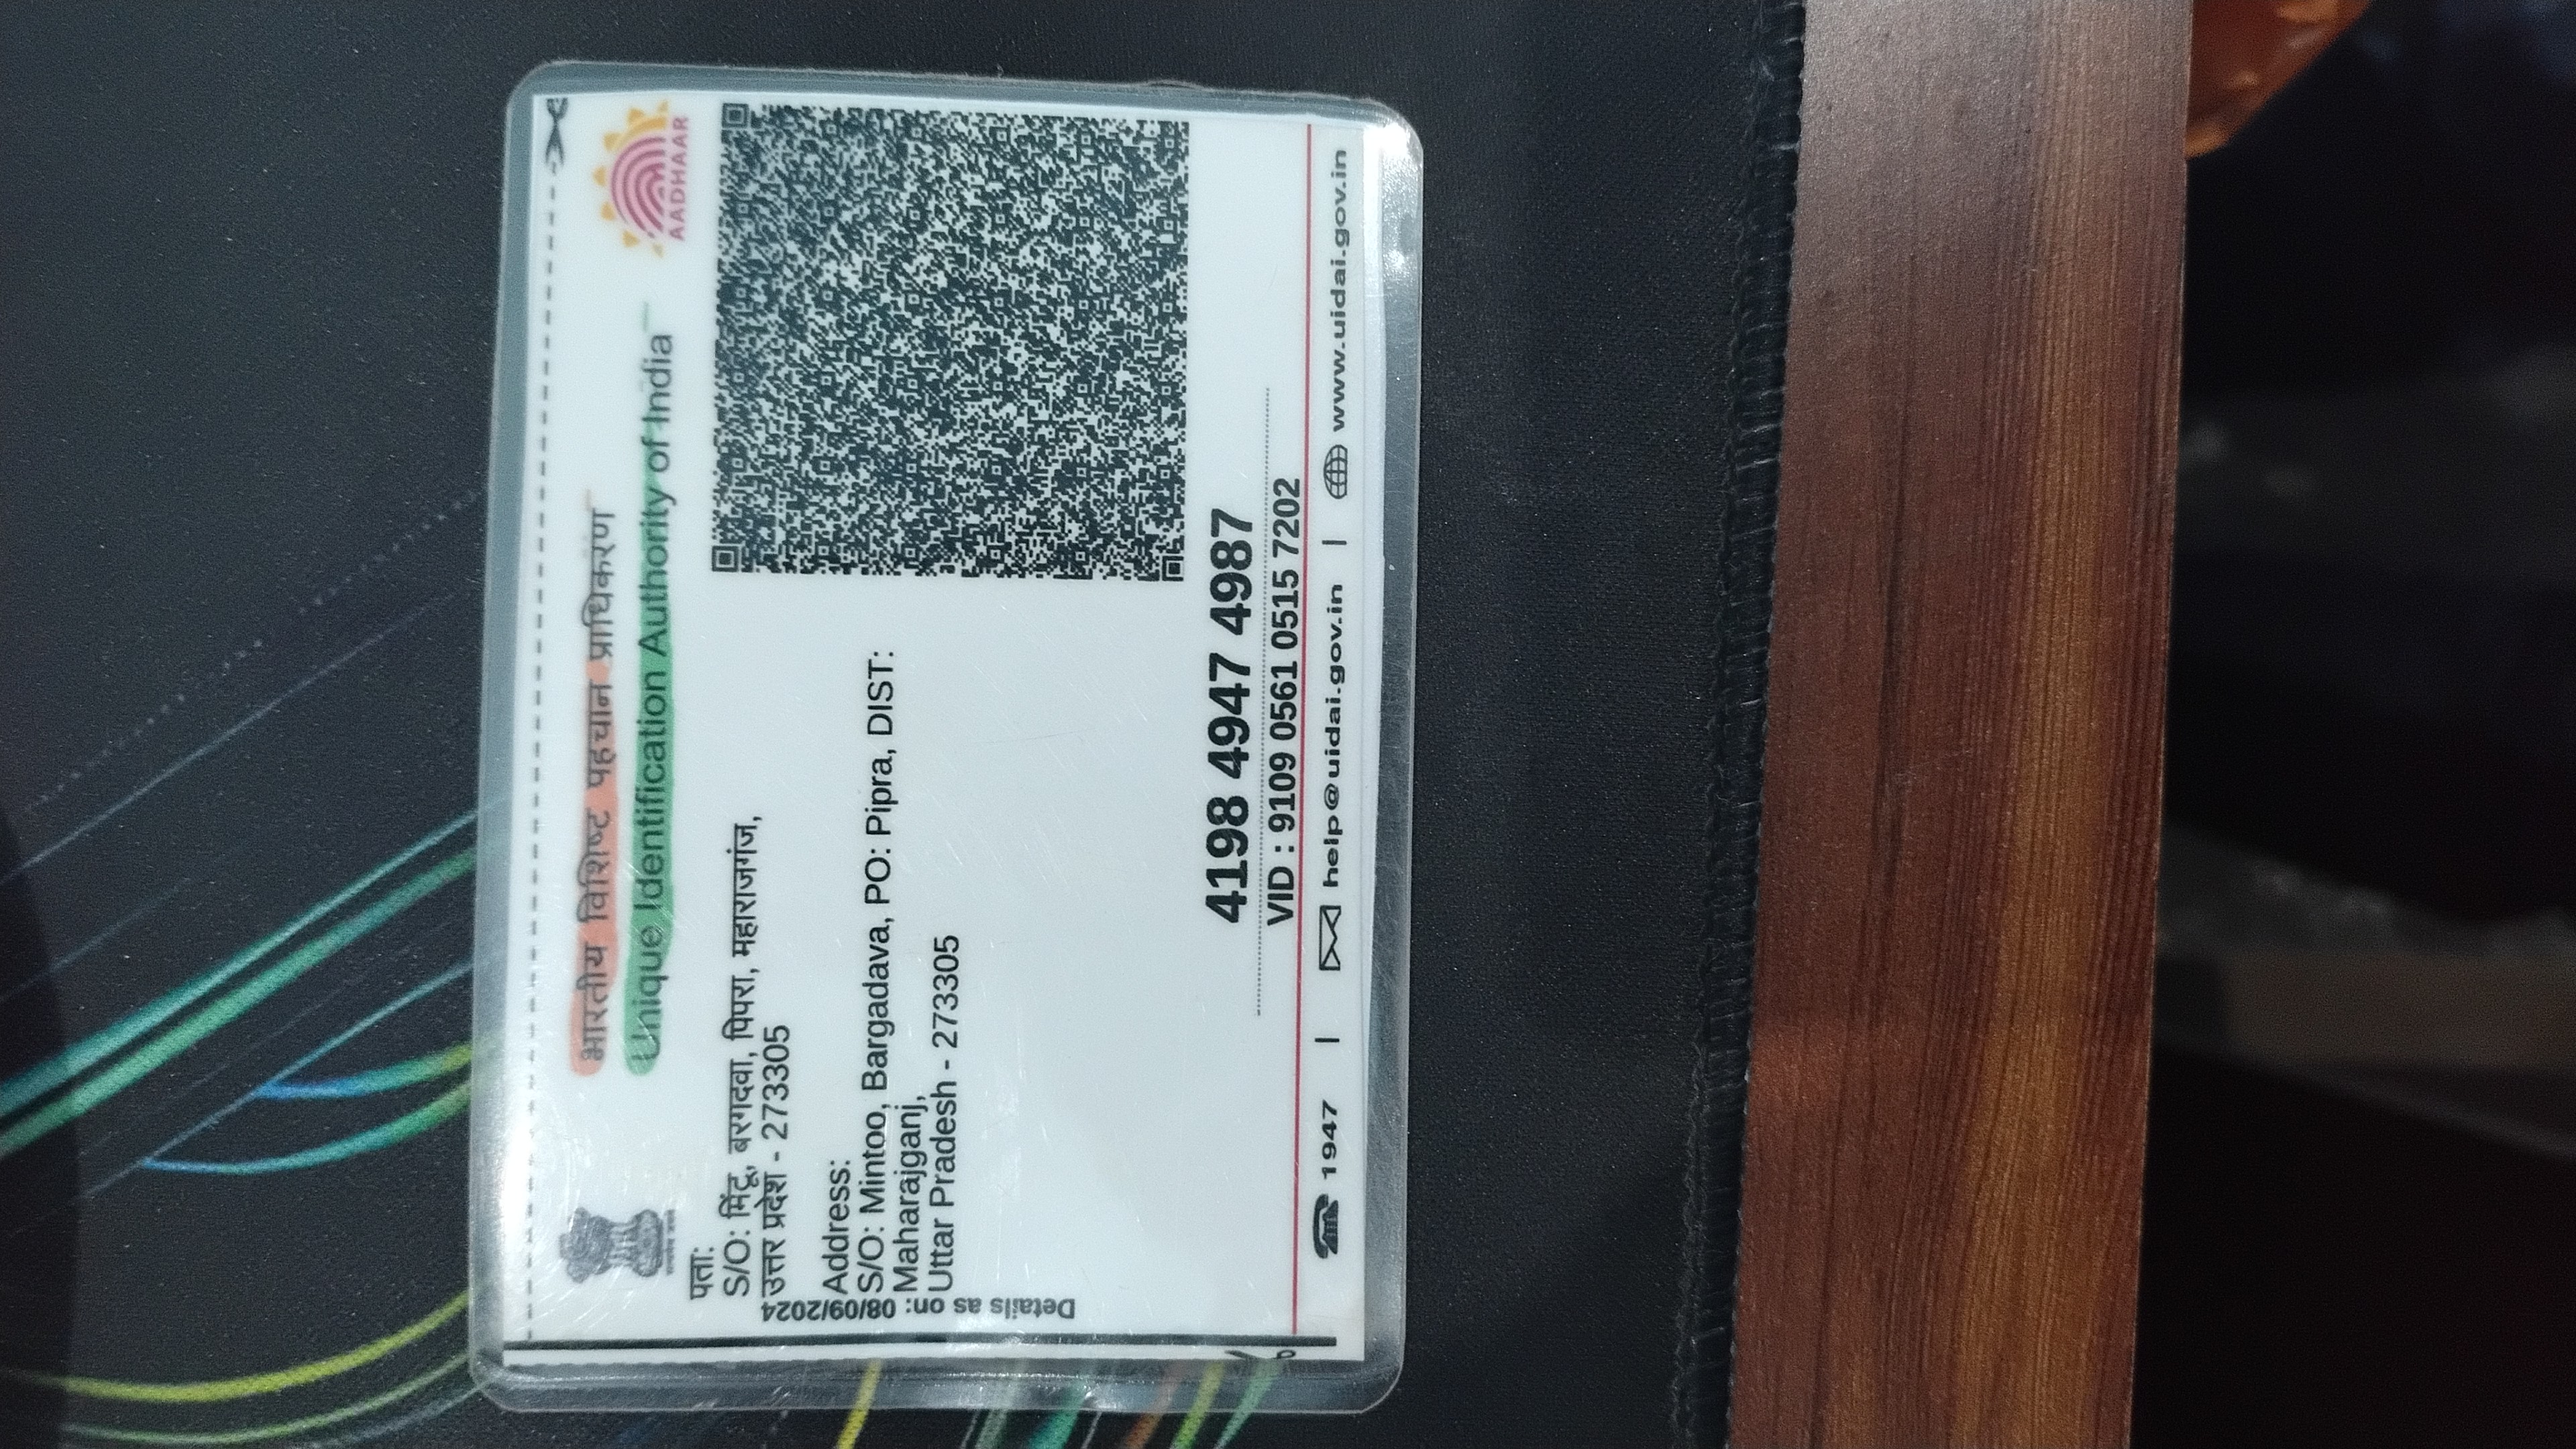 भारतीय विशिष्ट पहचान प्राधिकरण
Unique Identification Authority of India
AADHAAR
पता:
S/O: मिंटू, बरगदवा, पिपरा, महाराजगंज,
उत्तर प्रदेश - 273305
Address:
S/O: Mintoo, Bargadava, PO: Pipra, DIST:
Maharajganj,
Uttar Pradesh - 273305
Details as on: 08/09/2024
4198 4947 4987
VID : 9109 0561 0515 7202
1947 | help@uidai.gov.in | www.uidai.gov.in